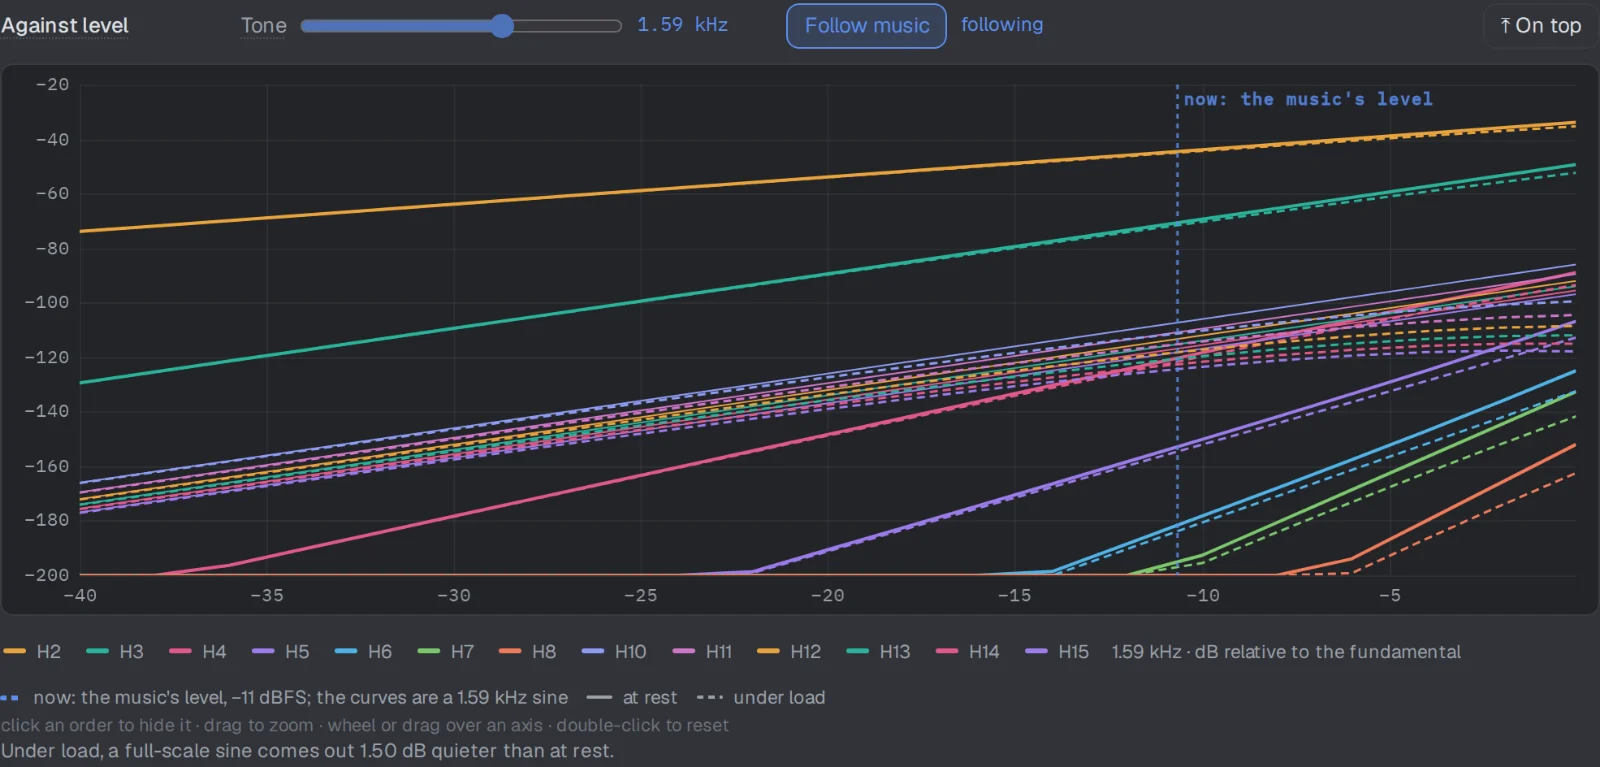 Against level Tone 1.59 kHz Follow music following ⤒ On top
−20
now: the music's level
−40
−60
−80
−100
−120
−140
−160
−180
−200
−40 −35 −30 −25 −20 −15 −10 −5
H2 H3 H4 H5 H6 H7 H8 H10 H11 H12 H13 H14 H15 1.59 kHz · dB relative to the fundamental
now: the music's level, −11 dBFS; the curves are a 1.59 kHz sine at rest under load
click an order to hide it · drag to zoom · wheel or drag over an axis · double-click to reset
Under load, a full-scale sine comes out 1.50 dB quieter than at rest.